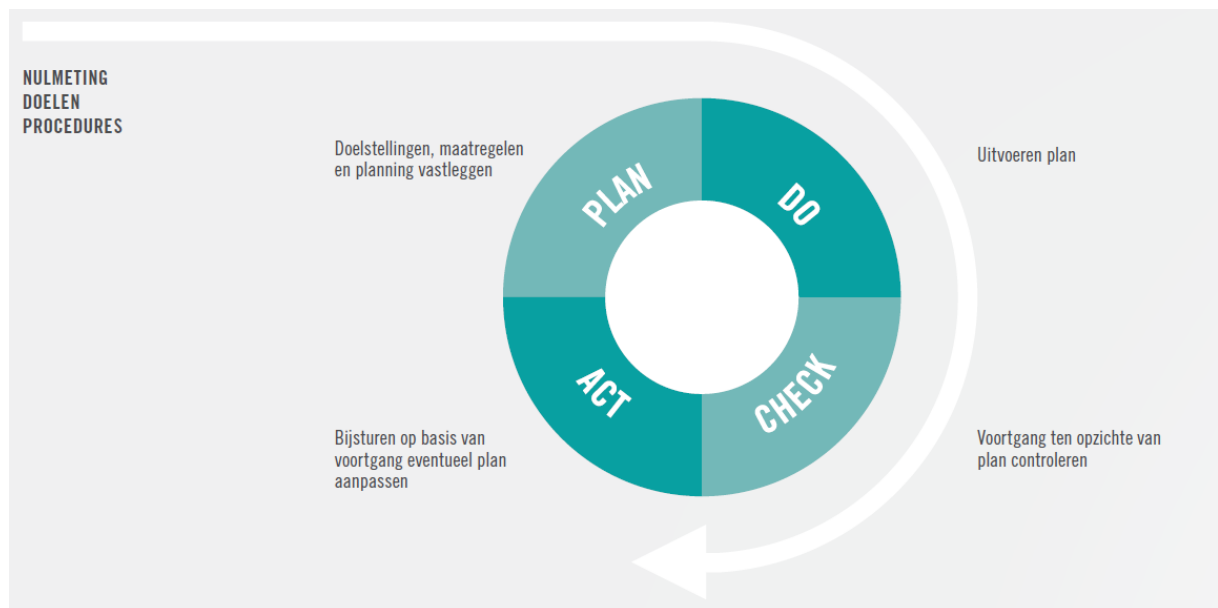 NULMETING
DOELEN
PROCEDURES
Doelstellingen, maatregelen
en planning vastleggen
PLAN
DO
Uitvoeren plan
ACT
CHECK
Bijsturen op basis van
voortgang eventueel plan
aanpassen
Voortgang ten opzichte van
plan controleren